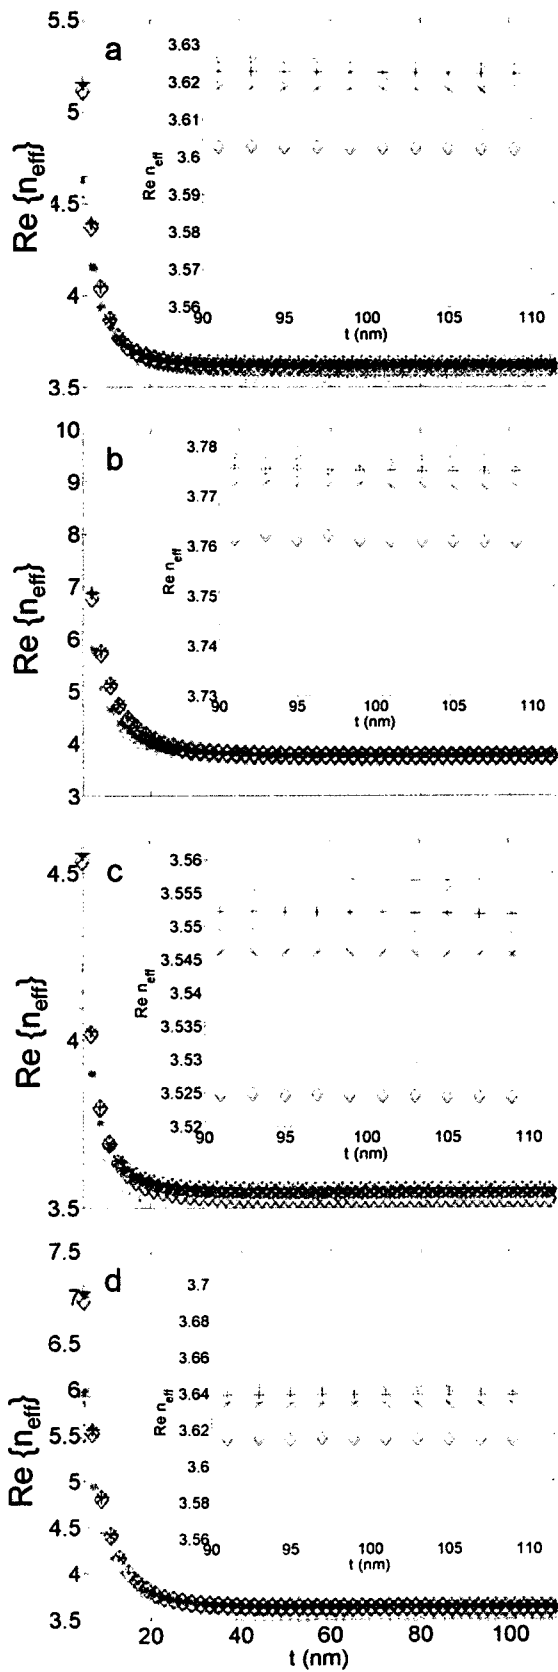 5.5
a
5
4.5
4
3.5
Re {n_eff}
3.63
3.62
3.61
3.6
3.59
3.58
3.57
3.56
Re n_eff
90 95 100 105 110
t (nm)
10
b
9
8
7
6
5
4
3
Re {n_eff}
3.78
3.77
3.76
3.75
3.74
3.73
Re n_eff
90 95 100 105 110
t (nm)
c
4.5
4
3.5
Re {n_eff}
3.56
3.555
3.55
3.545
3.54
3.535
3.53
3.525
3.52
Re n_eff
90 95 100 105 110
t (nm)
7.5
d
7
6.5
6
5.5
5
4.5
4
3.5
Re {n_eff}
3.7
3.68
3.66
3.64
3.62
3.6
3.58
3.56
Re n_eff
90 95 100 105 110
t (nm)
20 40 60 80 100
t (nm)